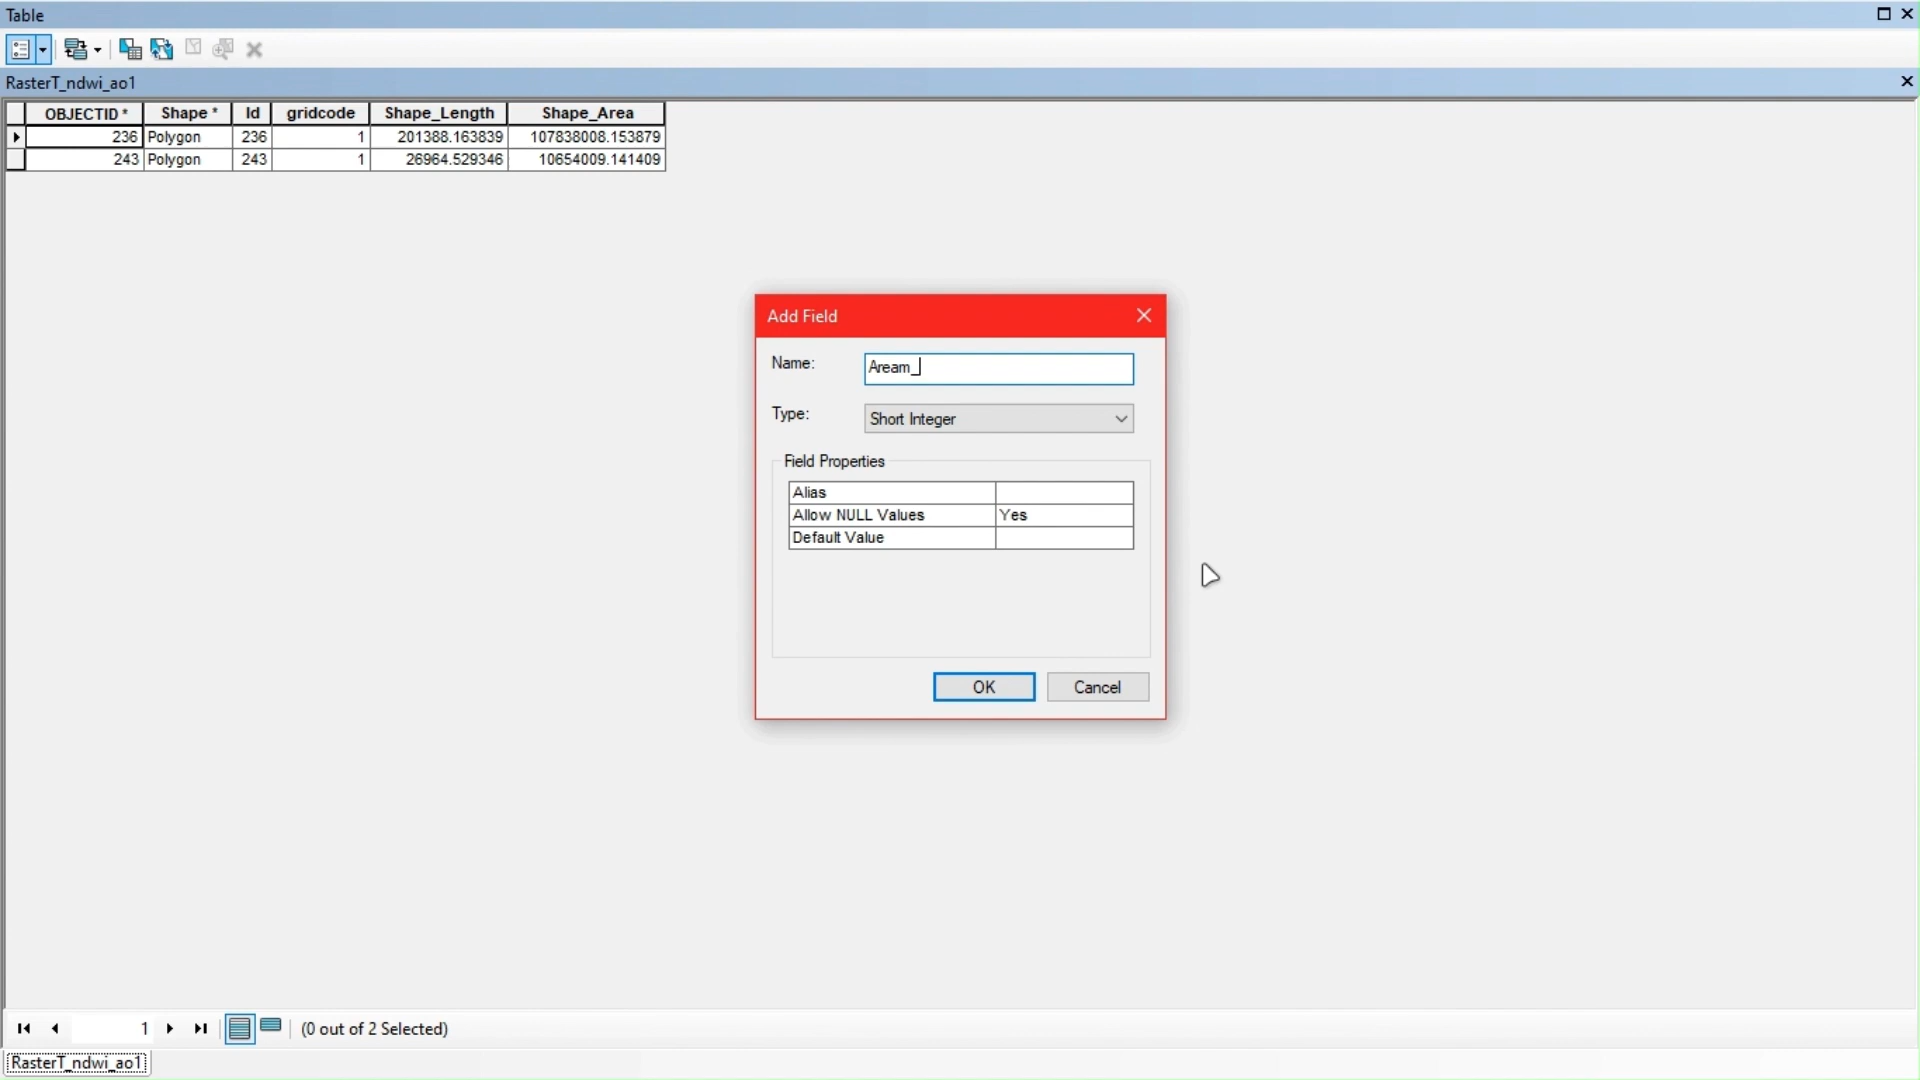 Table
RasterT_ndwi_ao1
OBJECTID * Shape * Id gridcode Shape_Length Shape_Area
236 Polygon 236 1 201388.163839 107838008.153879
243 Polygon 243 1 26964.529346 10654009.141409
Add Field
Name: Aream_
Type: Short Integer
Field Properties
Alias
Allow NULL Values Yes
Default Value
OK Cancel
1 (0 out of 2 Selected)
RasterT_ndwi_ao1